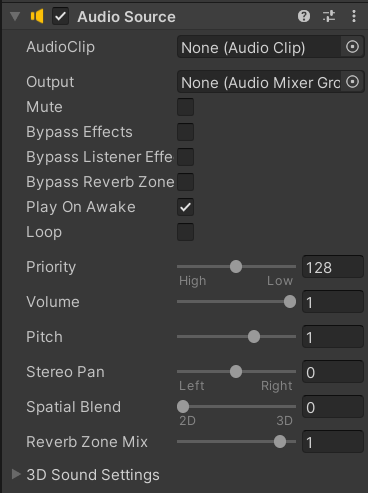 Audio Source
AudioClip None (Audio Clip)
Output None (Audio Mixer Gro
Mute
Bypass Effects
Bypass Listener Effe
Bypass Reverb Zone
Play On Awake
Loop
Priority 128
High Low
Volume 1
Pitch 1
Stereo Pan 0
Left Right
Spatial Blend 0
2D 3D
Reverb Zone Mix 1
3D Sound Settings